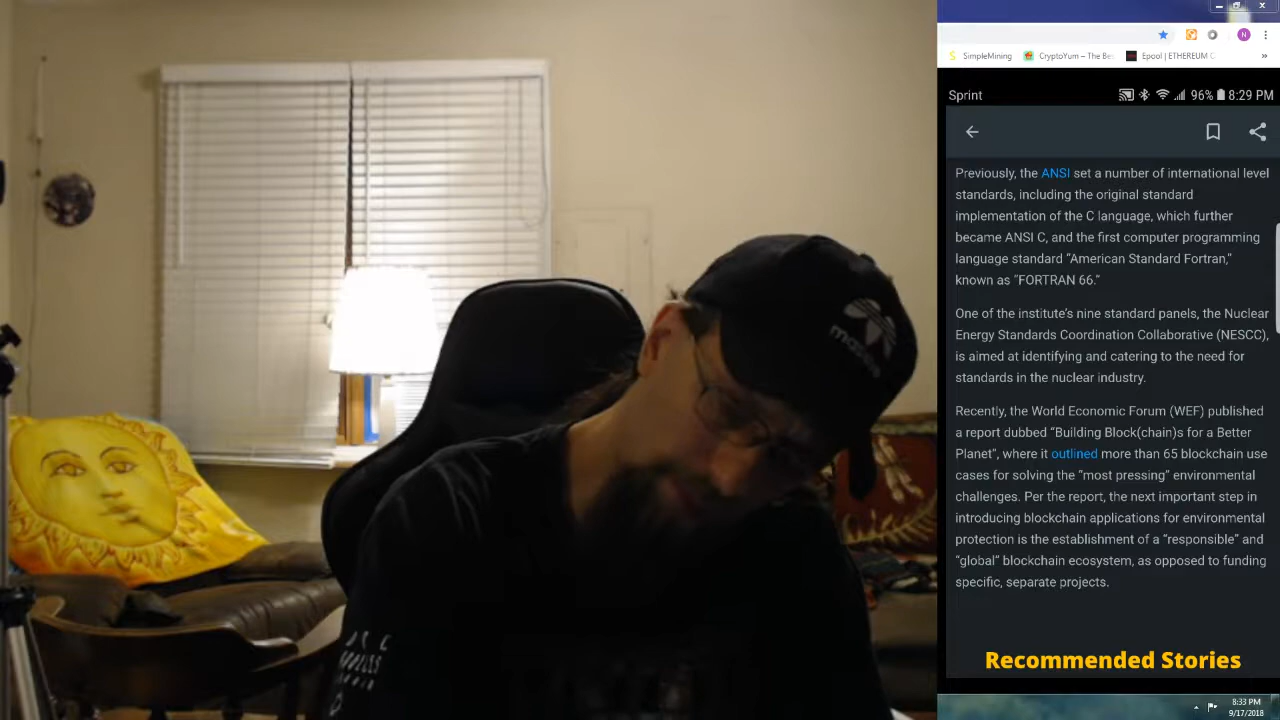 SimpleMining
CryptoYum – The Be
Epool | ETHEREUM C
N
Sprint
96%
8:29 PM
Previously, the ANSI set a number of international level
standards, including the original standard
implementation of the C language, which further
became ANSI C, and the first computer programming
language standard “American Standard Fortran,”
known as “FORTRAN 66.”
One of the institute’s nine standard panels, the Nuclear
Energy Standards Coordination Collaborative (NESCC),
is aimed at identifying and catering to the need for
standards in the nuclear industry.
Recently, the World Economic Forum (WEF) published
a report dubbed “Building Block(chain)s for a Better
Planet”, where it outlined more than 65 blockchain use
cases for solving the “most pressing” environmental
challenges. Per the report, the next important step in
introducing blockchain applications for environmental
protection is the establishment of a “responsible” and
“global” blockchain ecosystem, as opposed to funding
specific, separate projects.
Recommended Stories
8:33 PM
9/17/2018